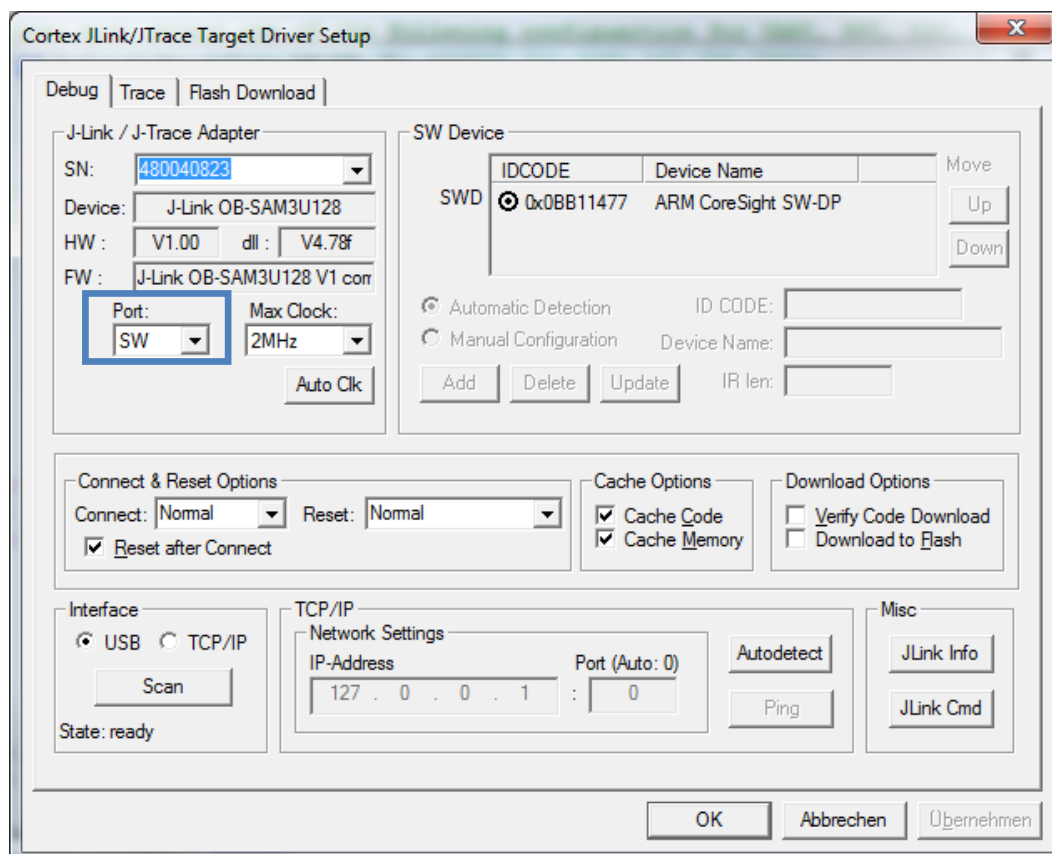 Cortex JLink/JTrace Target Driver Setup
Debug
Trace
Flash Download
J-Link / J-Trace Adapter
SN:
480040823
Device:
J-Link OB-SAM3U128
HW :
V1.00
dll :
V4.78f
FW :
J-Link OB-SAM3U128 V1 com
Port:
Max Clock:
SW
2MHz
Auto Clk
SW Device
IDCODE
Device Name
SWD
0x0BB11477
ARM CoreSight SW-DP
Move
Up
Down
Automatic Detection
ID CODE:
Manual Configuration
Device Name:
Add
Delete
Update
IR len:
Connect & Reset Options
Connect:
Normal
Reset:
Normal
Reset after Connect
Cache Options
Cache Code
Cache Memory
Download Options
Verify Code Download
Download to Flash
Interface
USB
TCP/IP
Scan
State: ready
TCP/IP
Network Settings
IP-Address
Port (Auto: 0)
127 . 0 . 0 . 1
:
0
Autodetect
Ping
Misc
JLink Info
JLink Cmd
OK
Abbrechen
Übernehmen